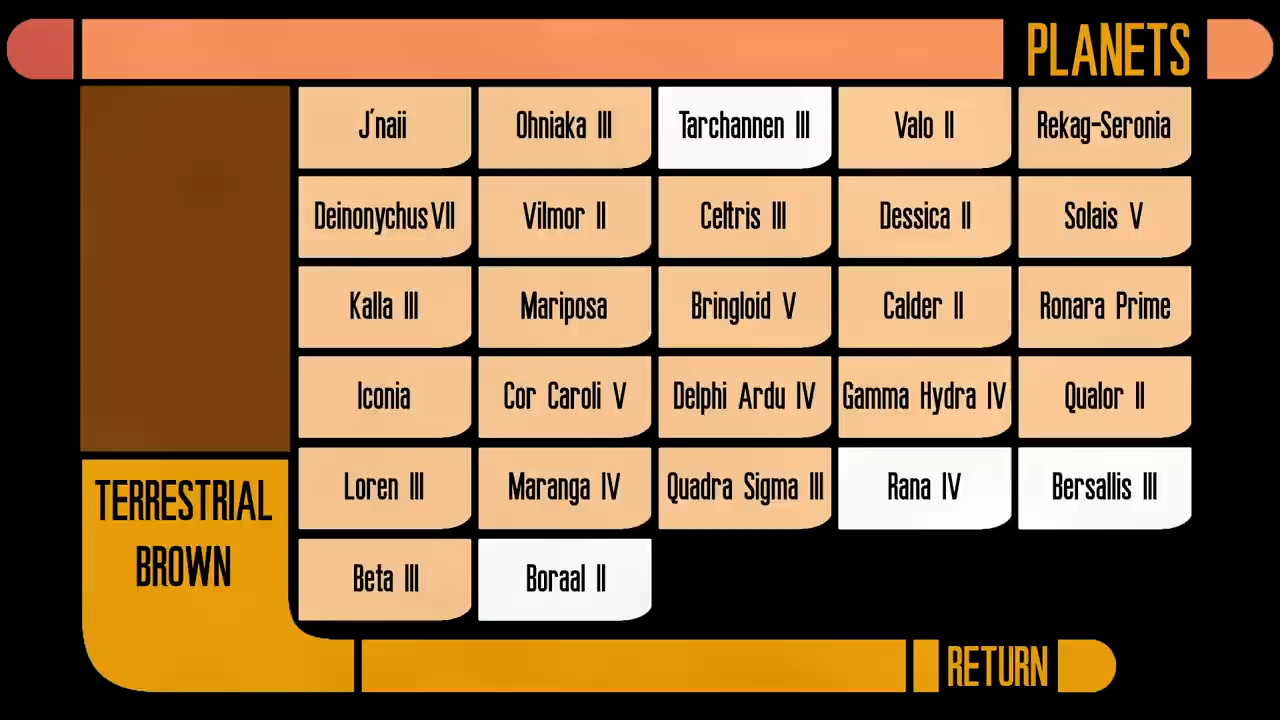 PLANETS
J'naii
Ohniaka III
Tarchannen III
Valo II
Rekag-Seronia
Deinonychus VII
Vilmor II
Celtris III
Dessica II
Solais V
Kalla III
Mariposa
Bringloid V
Calder II
Ronara Prime
Iconia
Cor Caroli V
Delphi Ardu IV
Gamma Hydra IV
Qualor II
Loren III
Maranga IV
Quadra Sigma III
Rana IV
Bersallis III
Beta III
Boraal II
TERRESTRIAL
BROWN
RETURN